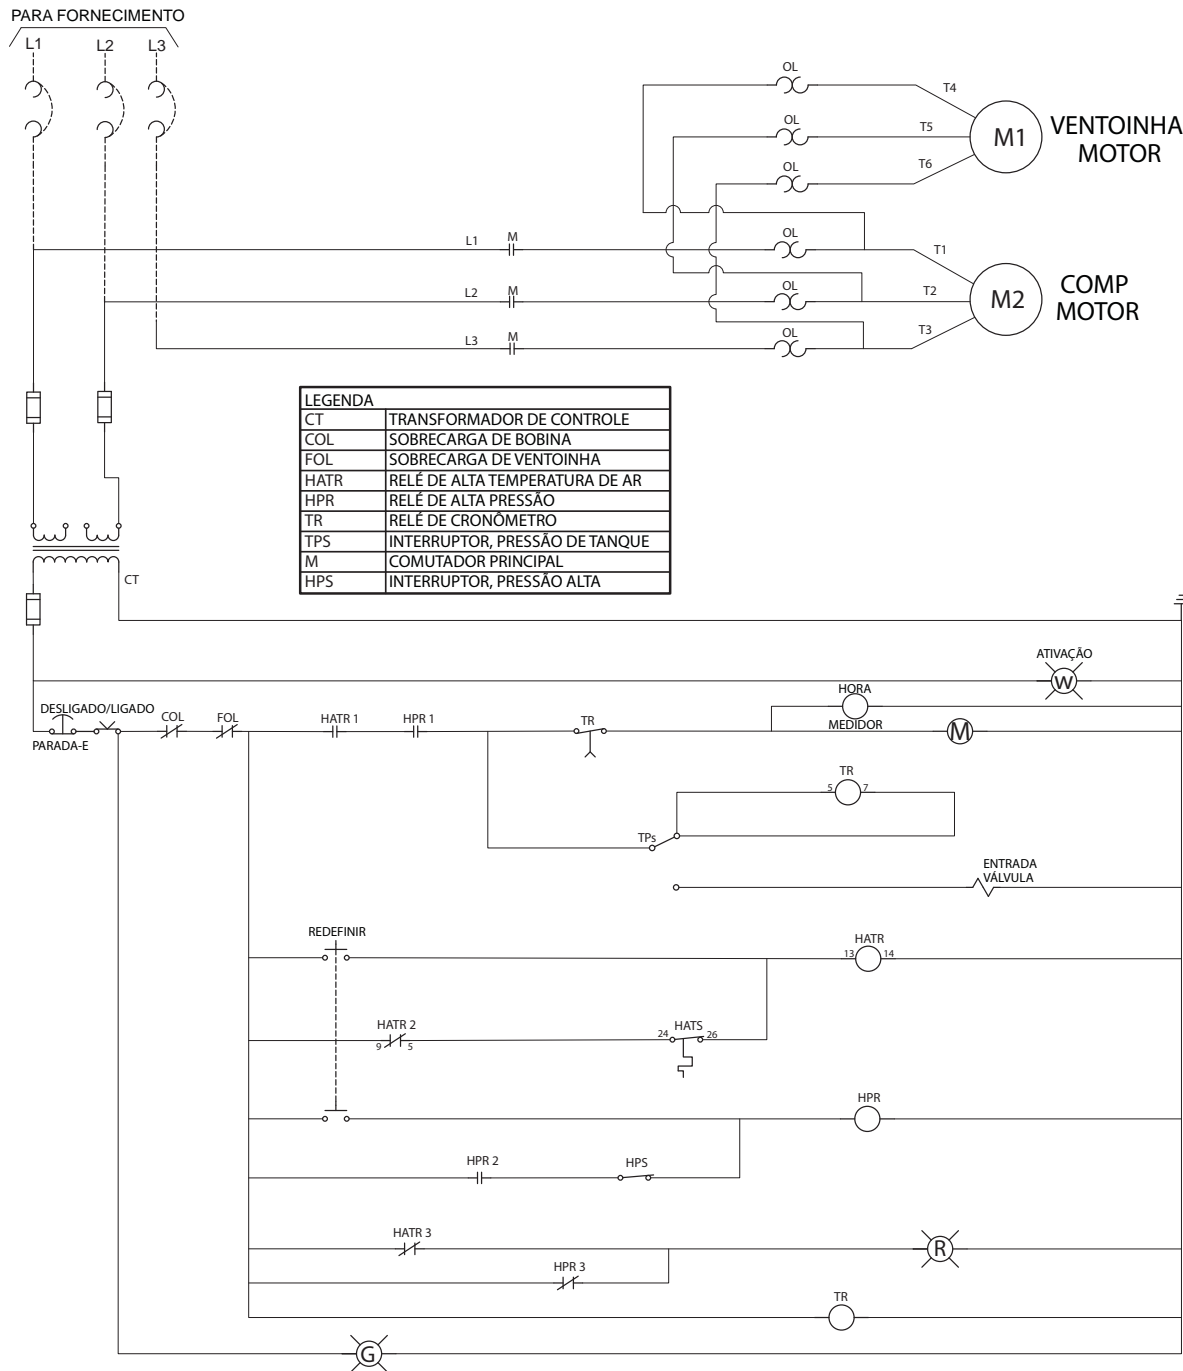 PARA FORNECIMENTO
L1
L2
L3
OL
T4
OL
T5
M1
VENTOINHA
MOTOR
OL
T6
L1
M
OL
T1
L2
M
OL
T2
M2
COMP
MOTOR
L3
M
OL
T3
LEGENDA
CT TRANSFORMADOR DE CONTROLE
COL SOBRECARGA DE BOBINA
FOL SOBRECARGA DE VENTOINHA
HATR RELÉ DE ALTA TEMPERATURA DE AR
HPR RELÉ DE ALTA PRESSÃO
TR RELÉ DE CRONÔMETRO
TPS INTERRUPTOR, PRESSÃO DE TANQUE
M COMUTADOR PRINCIPAL
HPS INTERRUPTOR, PRESSÃO ALTA
CT
ATIVAÇÃO
W
HORA
MEDIDOR
DESLIGADO/LIGADO
PARADA-E
COL
FOL
HATR 1
HPR 1
TR
M
TR
5 7
TPs
ENTRADA
VÁLVULA
REDEFINIR
HATR
13 14
HATR 2
9 5
HATS
24 26
HPR
HPR 2
HPS
HATR 3
R
HPR 3
TR
G